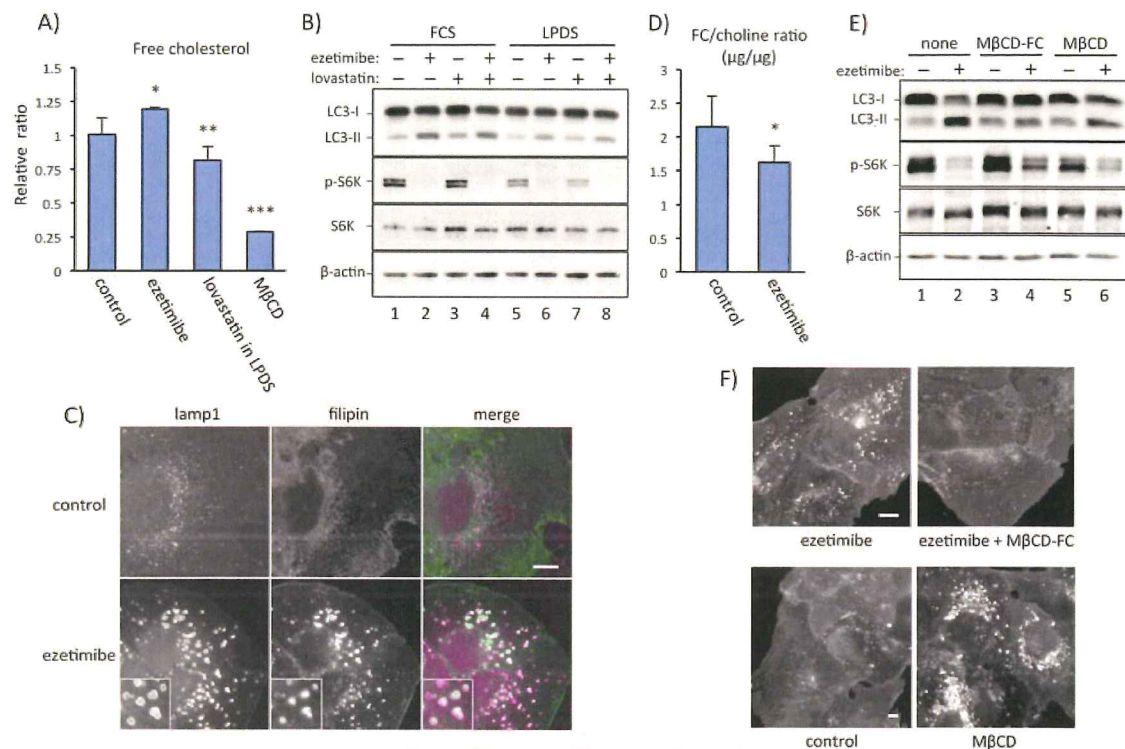 A)
Free cholesterol
Relative ratio
1.5
1.25
1
0.75
0.5
0.25
0
*
**
***
control
ezetimibe
lovastatin in LPDS
MβCD
B)
FCS LPDS
ezetimibe: – + – + – + – +
lovastatin: – – + + – – + +
LC3-I
LC3-II
p-S6K
S6K
β-actin
1 2 3 4 5 6 7 8
D)
FC/choline ratio
(μg/μg)
3
2.5
2
1.5
1
0.5
0
*
control
ezetimibe
E)
none MβCD-FC MβCD
ezetimibe: – + – + – +
LC3-I
LC3-II
p-S6K
S6K
β-actin
1 2 3 4 5 6
C)
lamp1 filipin merge
control
ezetimibe
F)
ezetimibe ezetimibe + MβCD-FC
control MβCD